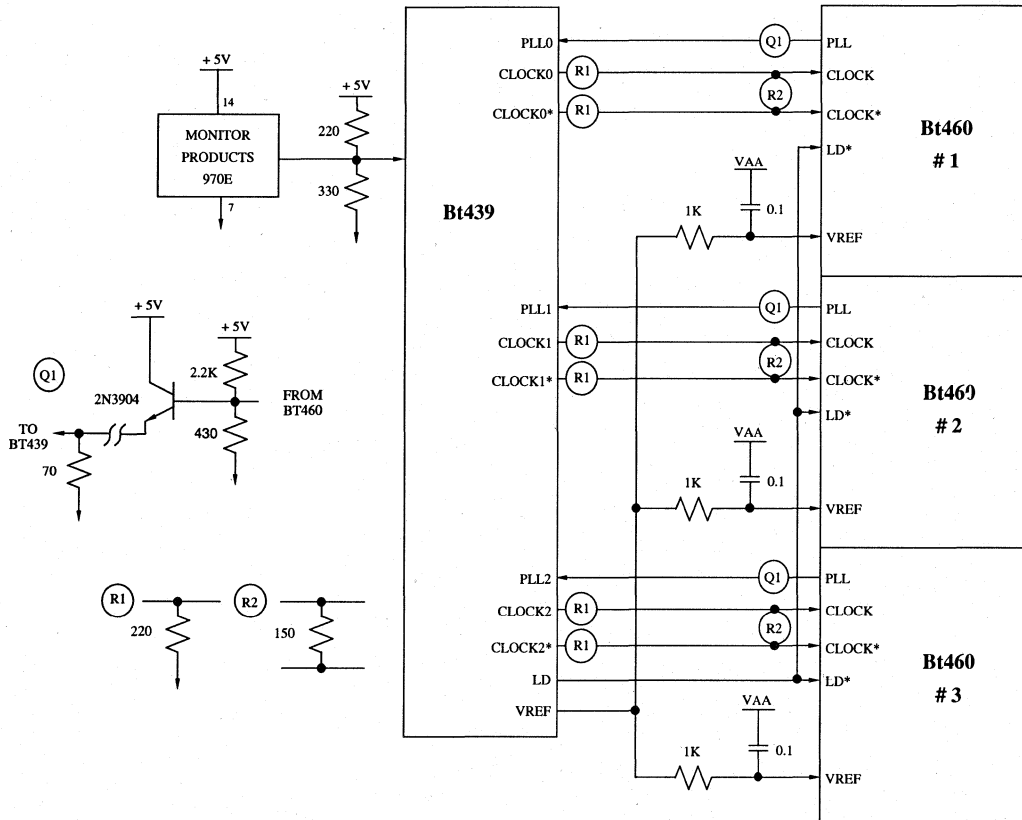 + 5V
14
MONITOR
PRODUCTS
970E
7
+ 5V
220
330
Q1
+ 5V
2N3904
+ 5V
2.2K
430
FROM
BT460
TO
BT439
70
R1
220
R2
150
Bt439
PLL0
CLOCK0
CLOCK0*
PLL1
CLOCK1
CLOCK1*
PLL2
CLOCK2
CLOCK2*
LD
VREF
Q1
R1
R1
R2
VAA
1K
0.1
PLL
CLOCK
CLOCK*
LD*
VREF
Bt460
# 1
Q1
R1
R1
R2
VAA
1K
0.1
PLL
CLOCK
CLOCK*
LD*
VREF
Bt460
# 2
Q1
R1
R1
R2
VAA
1K
0.1
PLL
CLOCK
CLOCK*
LD*
VREF
Bt460
# 3